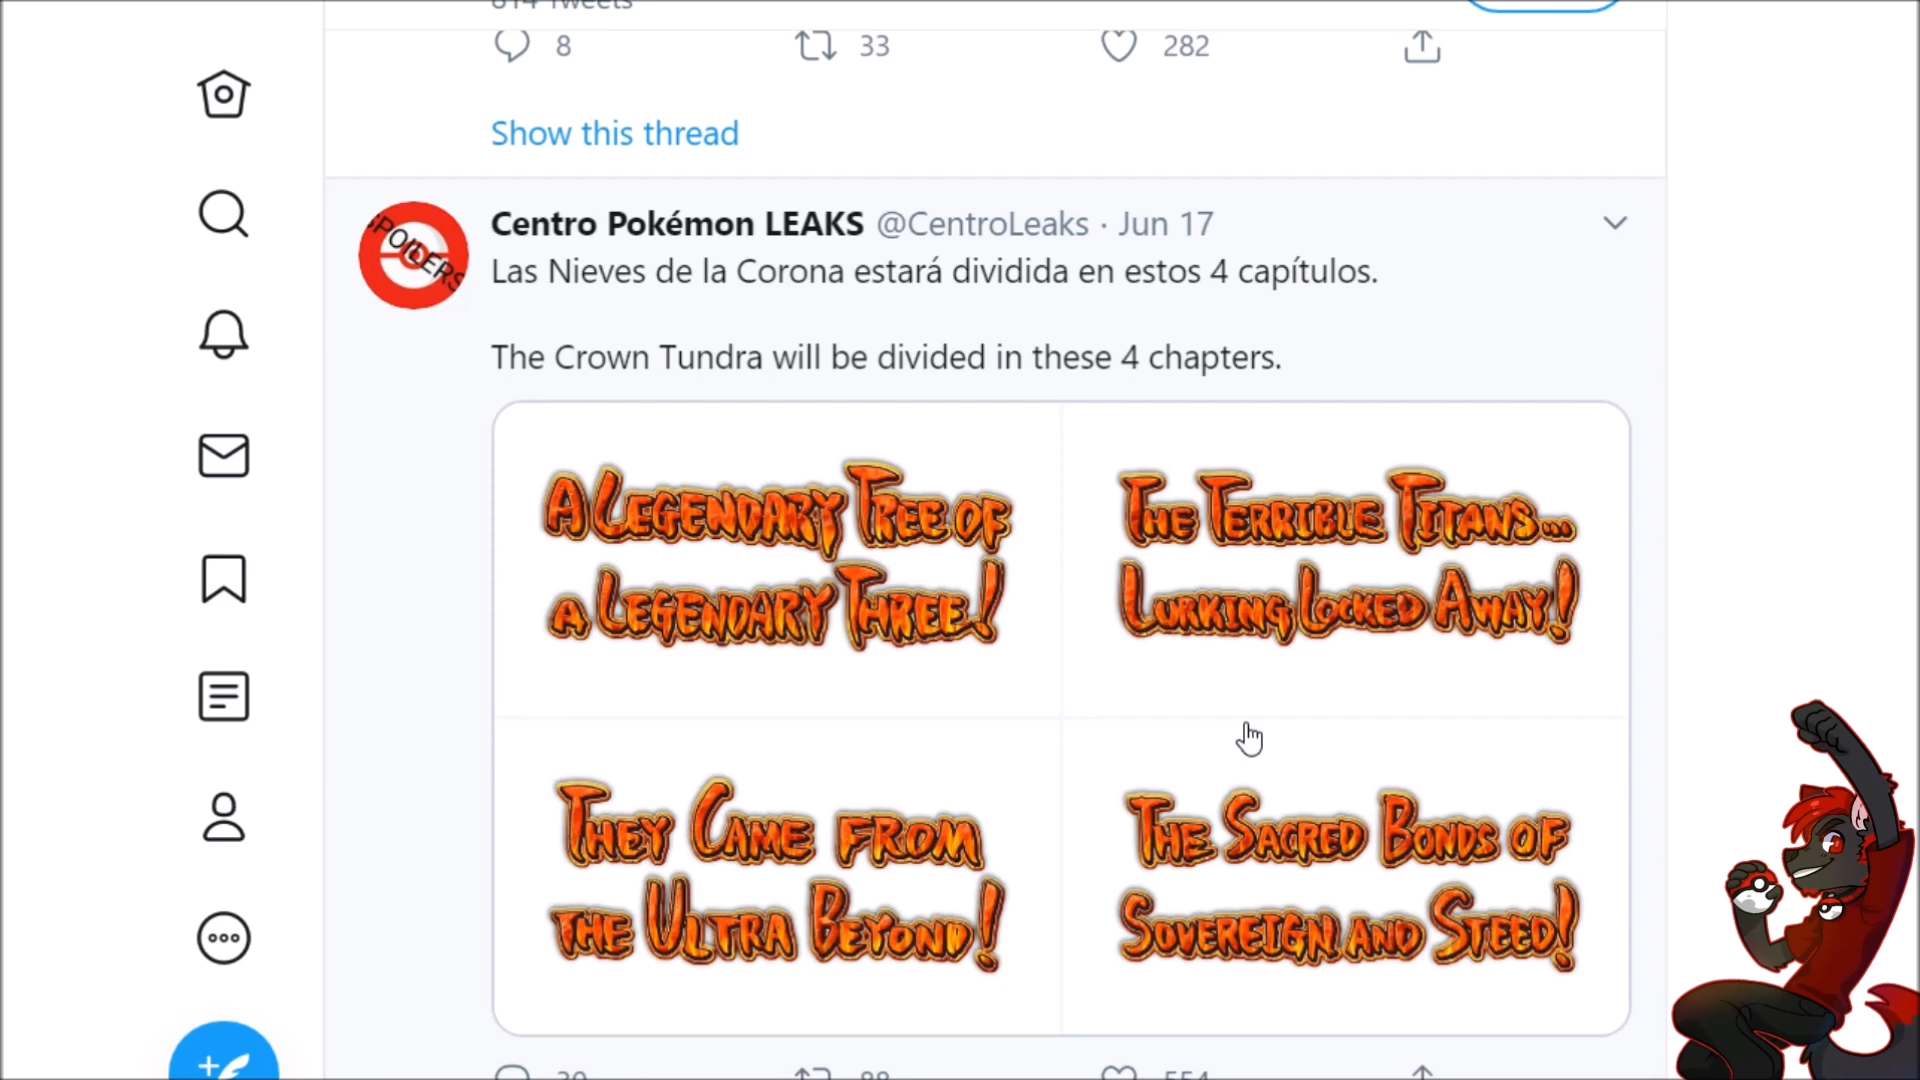 814 Tweets
8 33 282
Show this thread
Centro Pokémon LEAKS @CentroLeaks · Jun 17
Las Nieves de la Corona estará dividida en estos 4 capítulos.
The Crown Tundra will be divided in these 4 chapters.
SPOILERS
A LEGENDARY TREE OF
A LEGENDARY THREE!
THE TERRIBLE TITANS...
LURKING LOCKED AWAY!
THEY CAME FROM
THE ULTRA BEYOND!
THE SACRED BONDS OF
SOVEREIGN AND STEED!